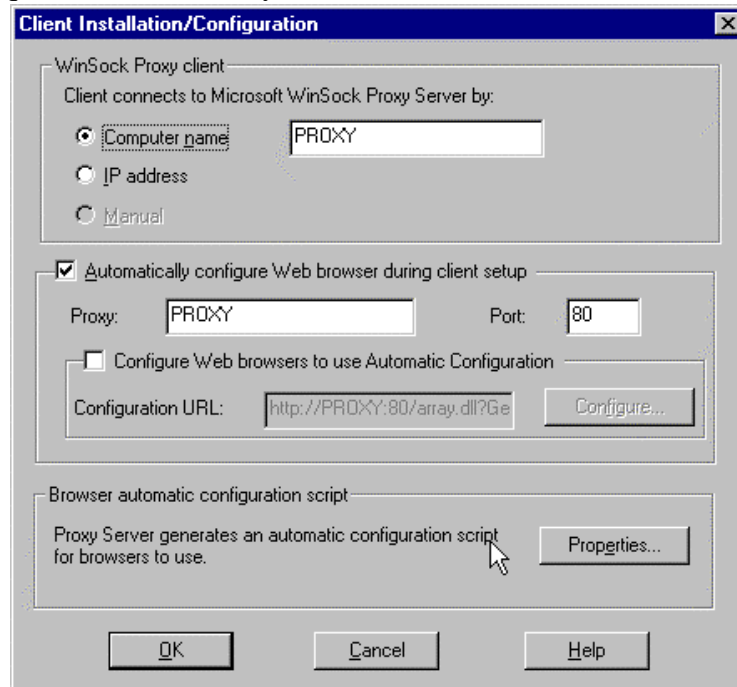 Client Installation/Configuration
WinSock Proxy client
Client connects to Microsoft WinSock Proxy Server by:
Computer name
PROXY
IP address
Manual
Automatically configure Web browser during client setup
Proxy:
PROXY
Port:
80
Configure Web browsers to use Automatic Configuration
Configuration URL:
http://PROXY:80/array.dll?Ge
Configure...
Browser automatic configuration script
Proxy Server generates an automatic configuration script
for browsers to use.
Properties...
OK
Cancel
Help